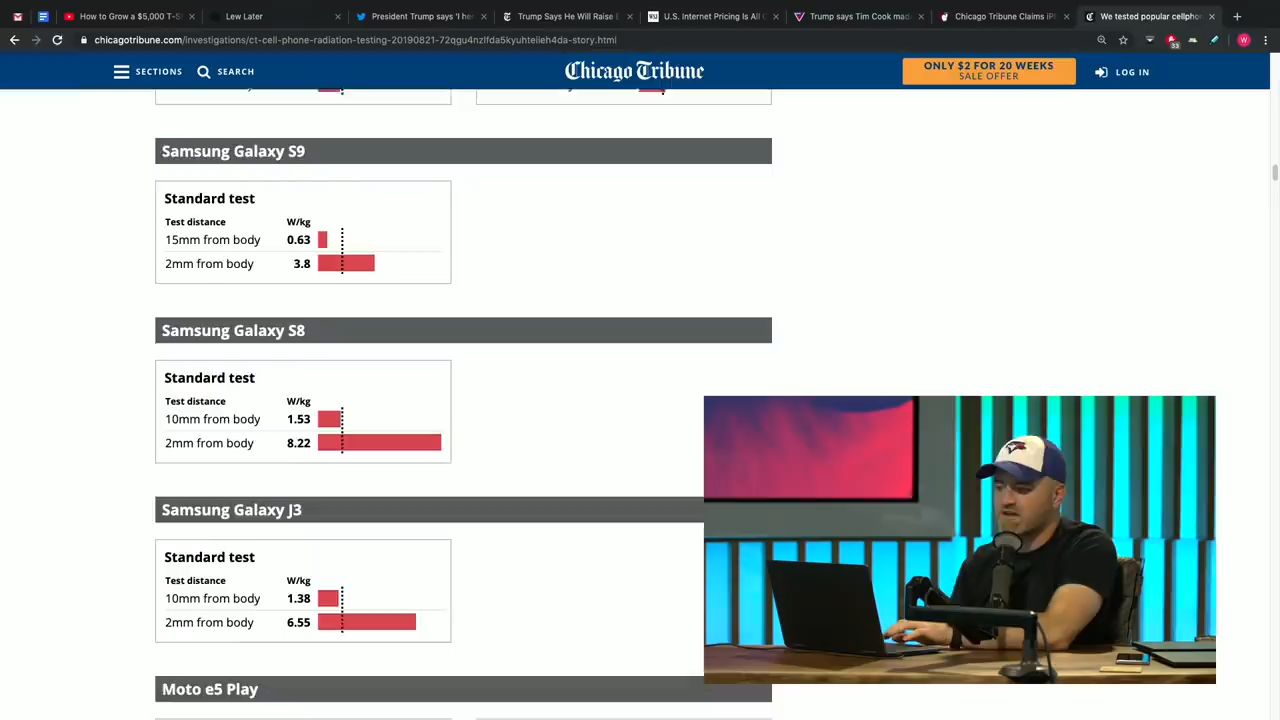 How to Grow a $5,000 T-S
Lew Later
President Trump says 'I her
Trump Says He Will Raise E
U.S. Internet Pricing Is All C
Trump says Tim Cook mad
Chicago Tribune Claims iP
We tested popular cellpho
chicagotribune.com/investigations/ct-cell-phone-radiation-testing-20190821-72qgu4nzlfda5kyuhteiieh4da-story.html
33
W
SECTIONS
SEARCH
Chicago Tribune
ONLY $2 FOR 20 WEEKS
SALE OFFER
LOG IN
Samsung Galaxy S9
Standard test
Test distance W/kg
15mm from body 0.63
2mm from body 3.8
Samsung Galaxy S8
Standard test
Test distance W/kg
10mm from body 1.53
2mm from body 8.22
Samsung Galaxy J3
Standard test
Test distance W/kg
10mm from body 1.38
2mm from body 6.55
Moto e5 Play